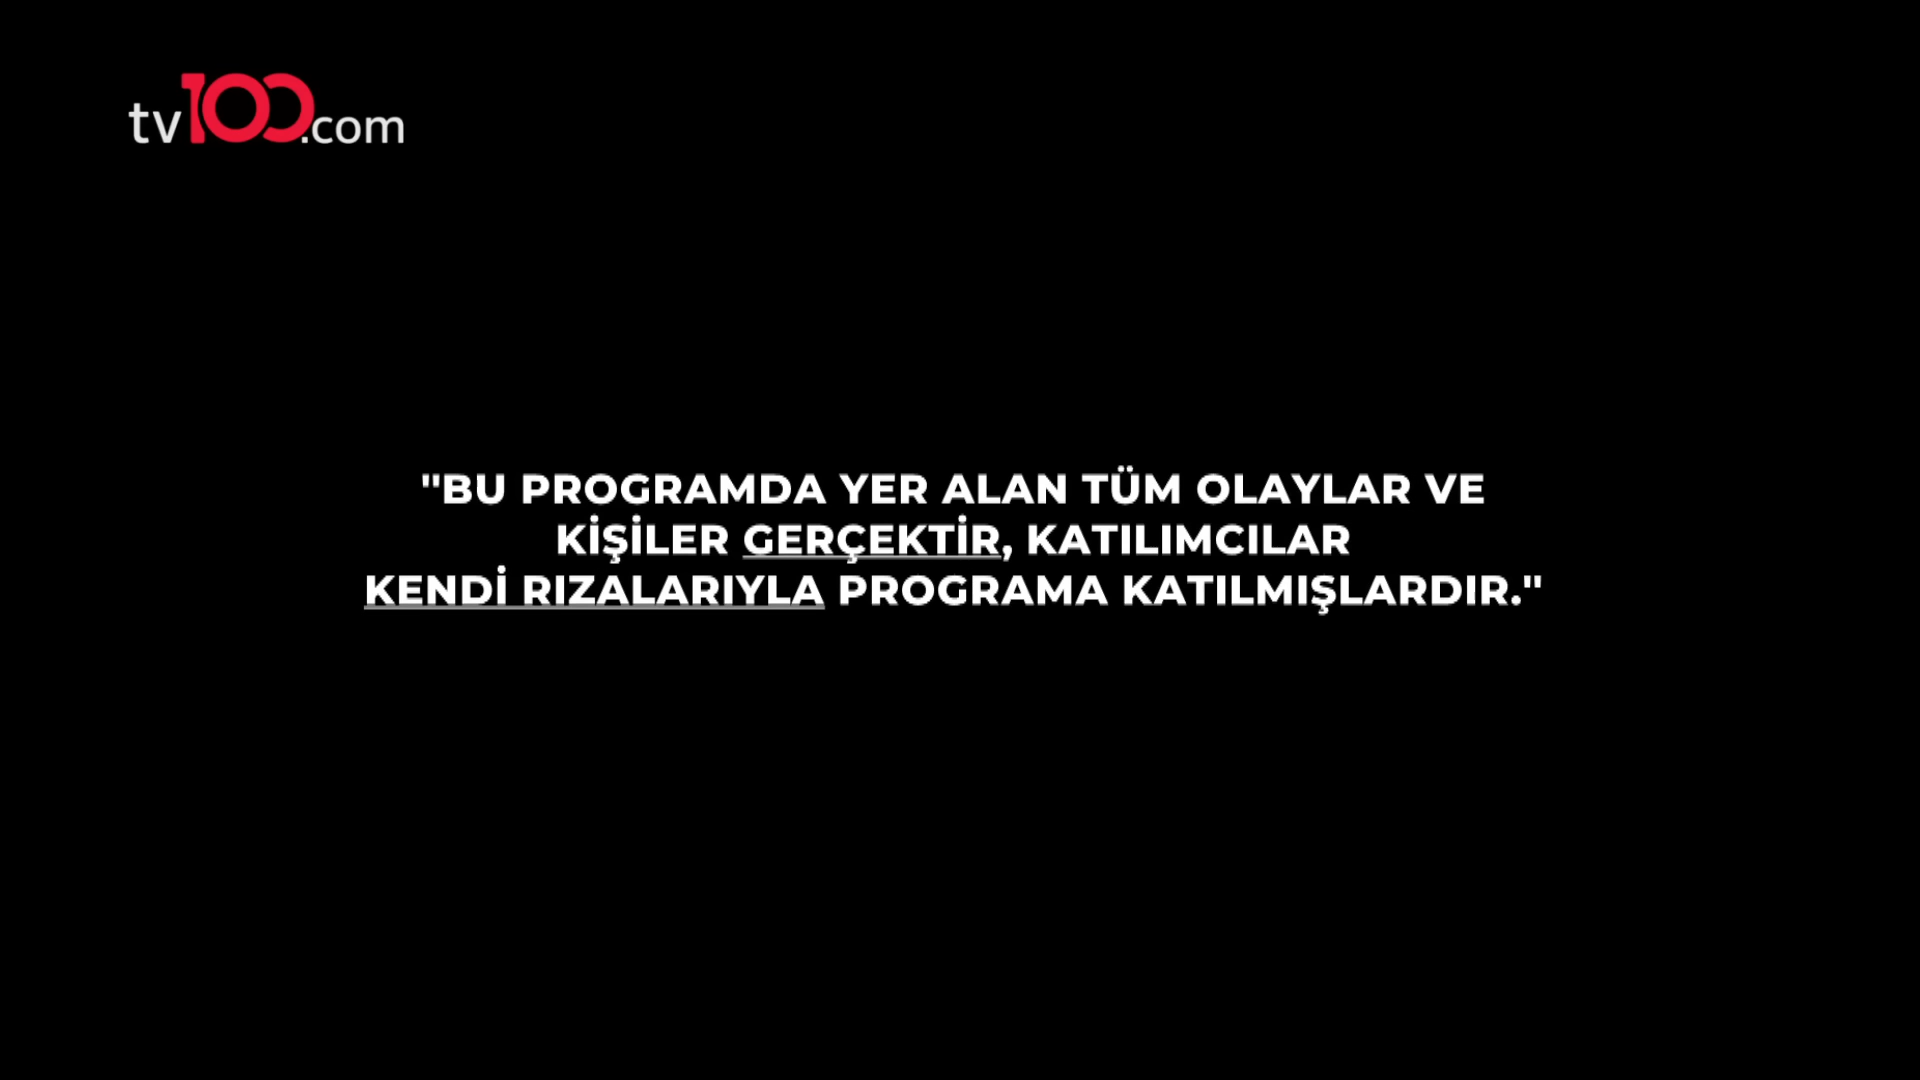 tv100.com
"BU PROGRAMDA YER ALAN TÜM OLAYLAR VE
KİŞİLER GERÇEKTİR, KATILIMCILAR
KENDİ RIZALARIYLA PROGRAMA KATILMIŞLARDIR."